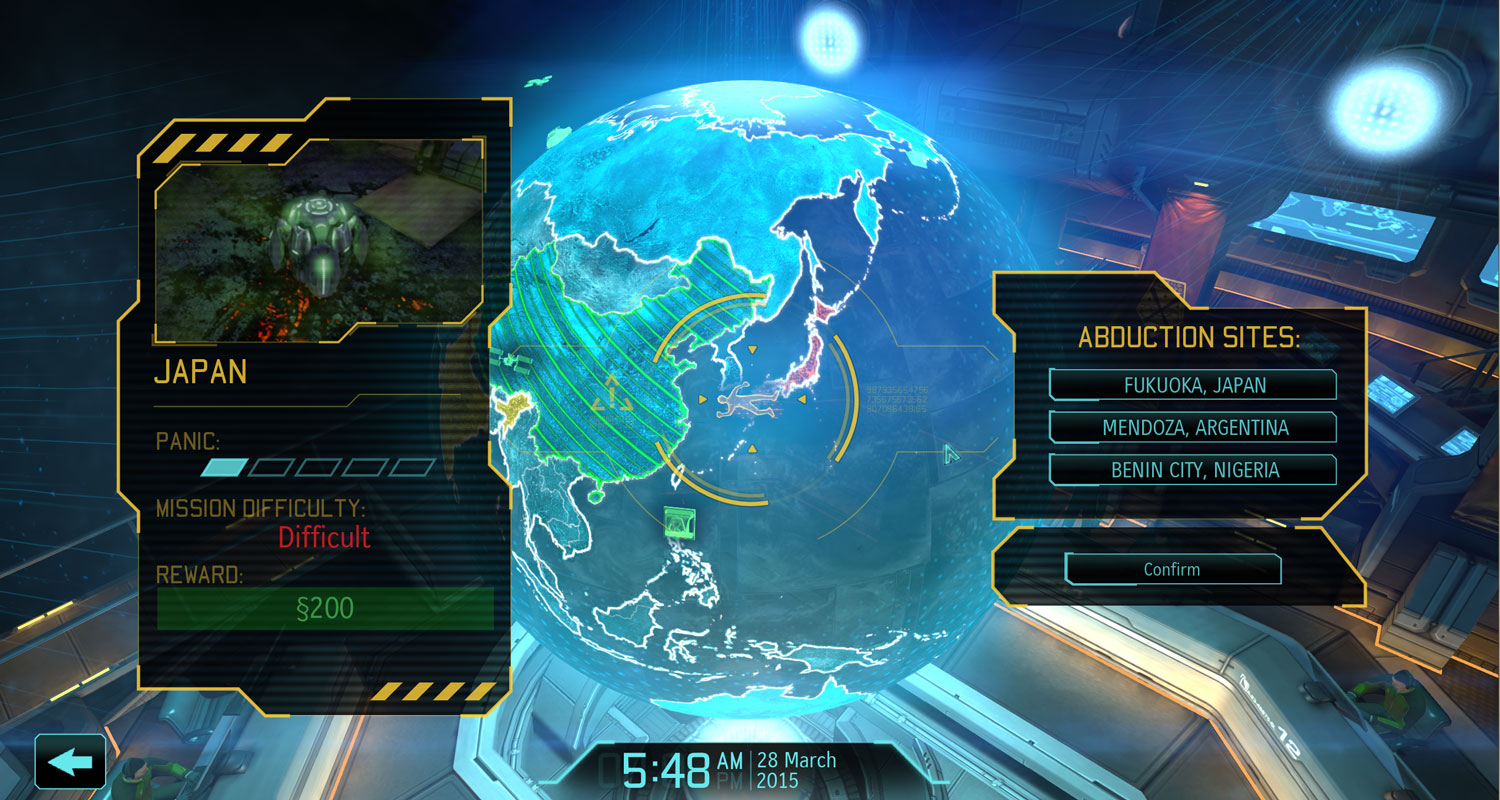 JAPAN
PANIC:
MISSION DIFFICULTY:
Difficult
REWARD:
§200
ABDUCTION SITES:
FUKUOKA, JAPAN
MENDOZA, ARGENTINA
BENIN CITY, NIGERIA
Confirm
5:48 AM PM 28 March
2015